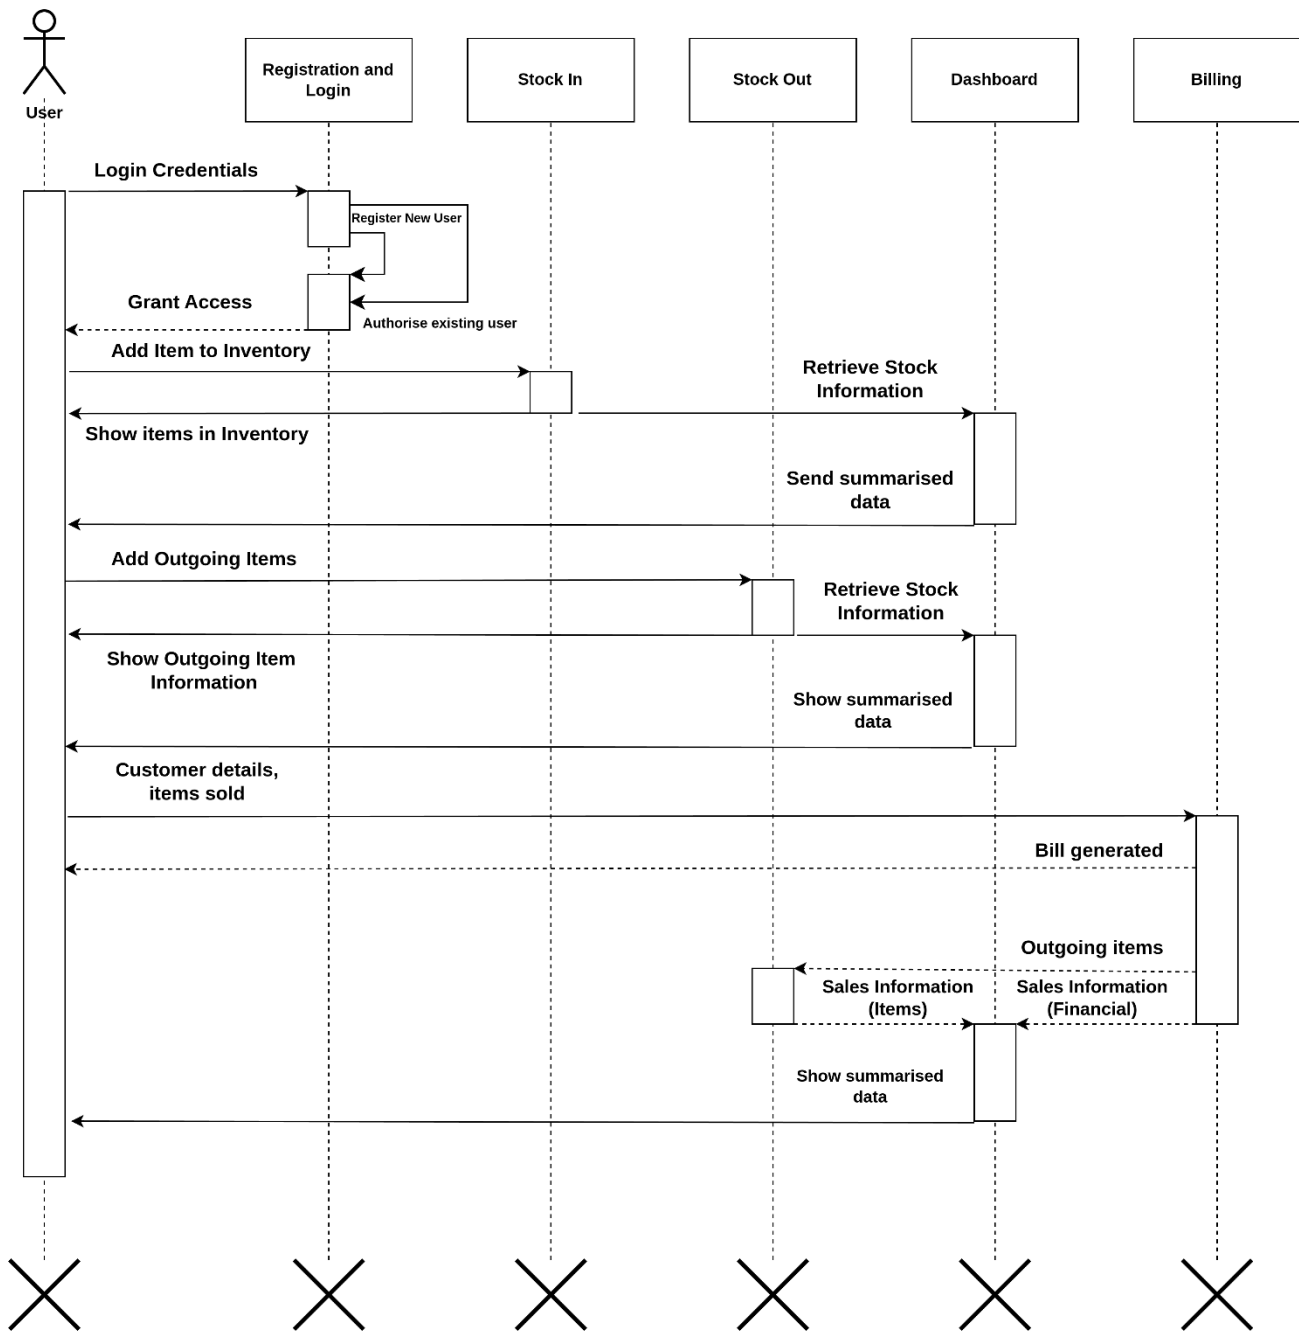 User
Registration and
Login
Stock In
Stock Out
Dashboard
Billing
Login Credentials
Register New User
Grant Access
Authorise existing user
Add Item to Inventory
Retrieve Stock
Information
Show items in Inventory
Send summarised
data
Add Outgoing Items
Retrieve Stock
Information
Show Outgoing Item
Information
Show summarised
data
Customer details,
items sold
Bill generated
Outgoing items
Sales Information
(Items)
Sales Information
(Financial)
Show summarised
data